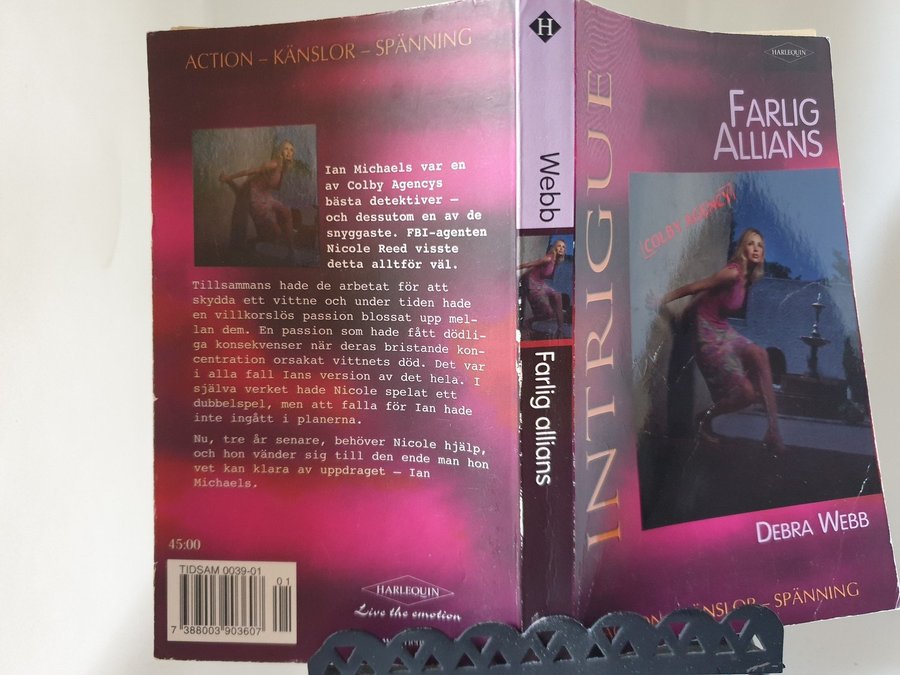 ACTION – KÄNSLOR – SPÄNNING
Ian Michaels var en
av Colby Agencys
bästa detektiver –
och dessutom en av de
snyggaste. FBI-agenten
Nicole Reed visste
detta alltför väl.
Tillsammans hade de arbetat för att
skydda ett vittne och under tiden hade
en villkorslös passion blossat upp mel-
lan dem. En passion som hade fått dödli-
ga konsekvenser när deras bristande kon-
centration orsakat vittnets död. Det var
i alla fall Ians version av det hela. I
själva verket hade Nicole spelat ett
dubbelspel, men att falla för Ian hade
inte ingått i planerna.
Nu, tre år senare, behöver Nicole hjälp,
och hon vänder sig till den ende man hon
vet kan klara av uppdraget – Ian
Michaels.
45:00
TIDSAM 0039-01
01
7 388003 903607
HARLEQUIN
Live the emotion
H
Webb
Farlig allians
INTRIGUE
HARLEQUIN
FARLIG
ALLIANS
COLBY AGENCY
DEBRA WEBB
KÄNSLOR – SPÄNNING